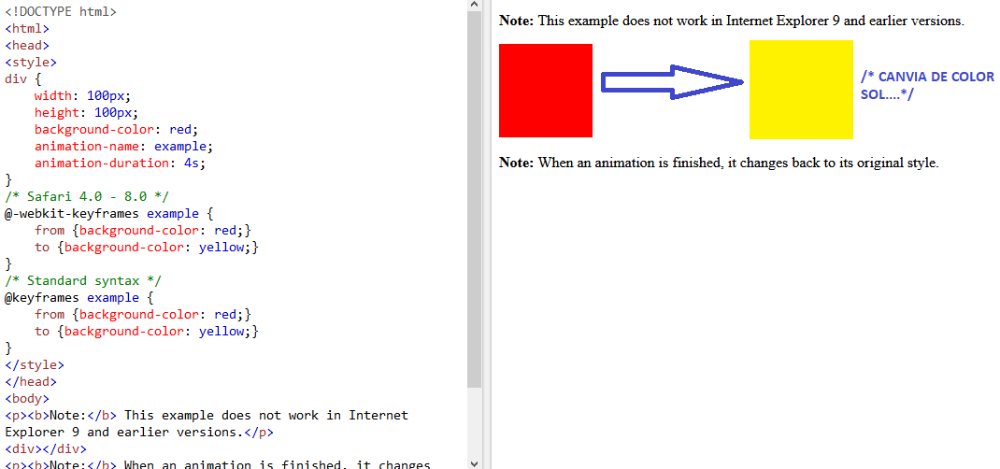 <!DOCTYPE html>
<html>
<head>
<style>
div {
    width: 100px;
    height: 100px;
    background-color: red;
    animation-name: example;
    animation-duration: 4s;
}
/* Safari 4.0 - 8.0 */
@-webkit-keyframes example {
    from {background-color: red;}
    to {background-color: yellow;}
}
/* Standard syntax */
@keyframes example {
    from {background-color: red;}
    to {background-color: yellow;}
}
</style>
</head>
<body>
<p><b>Note:</b> This example does not work in Internet
Explorer 9 and earlier versions.</p>
<div></div>
<p><b>Note:</b> When an animation is finished, it changes
Note: This example does not work in Internet Explorer 9 and earlier versions.
/* CANVIA DE COLOR
SOL....*/
Note: When an animation is finished, it changes back to its original style.